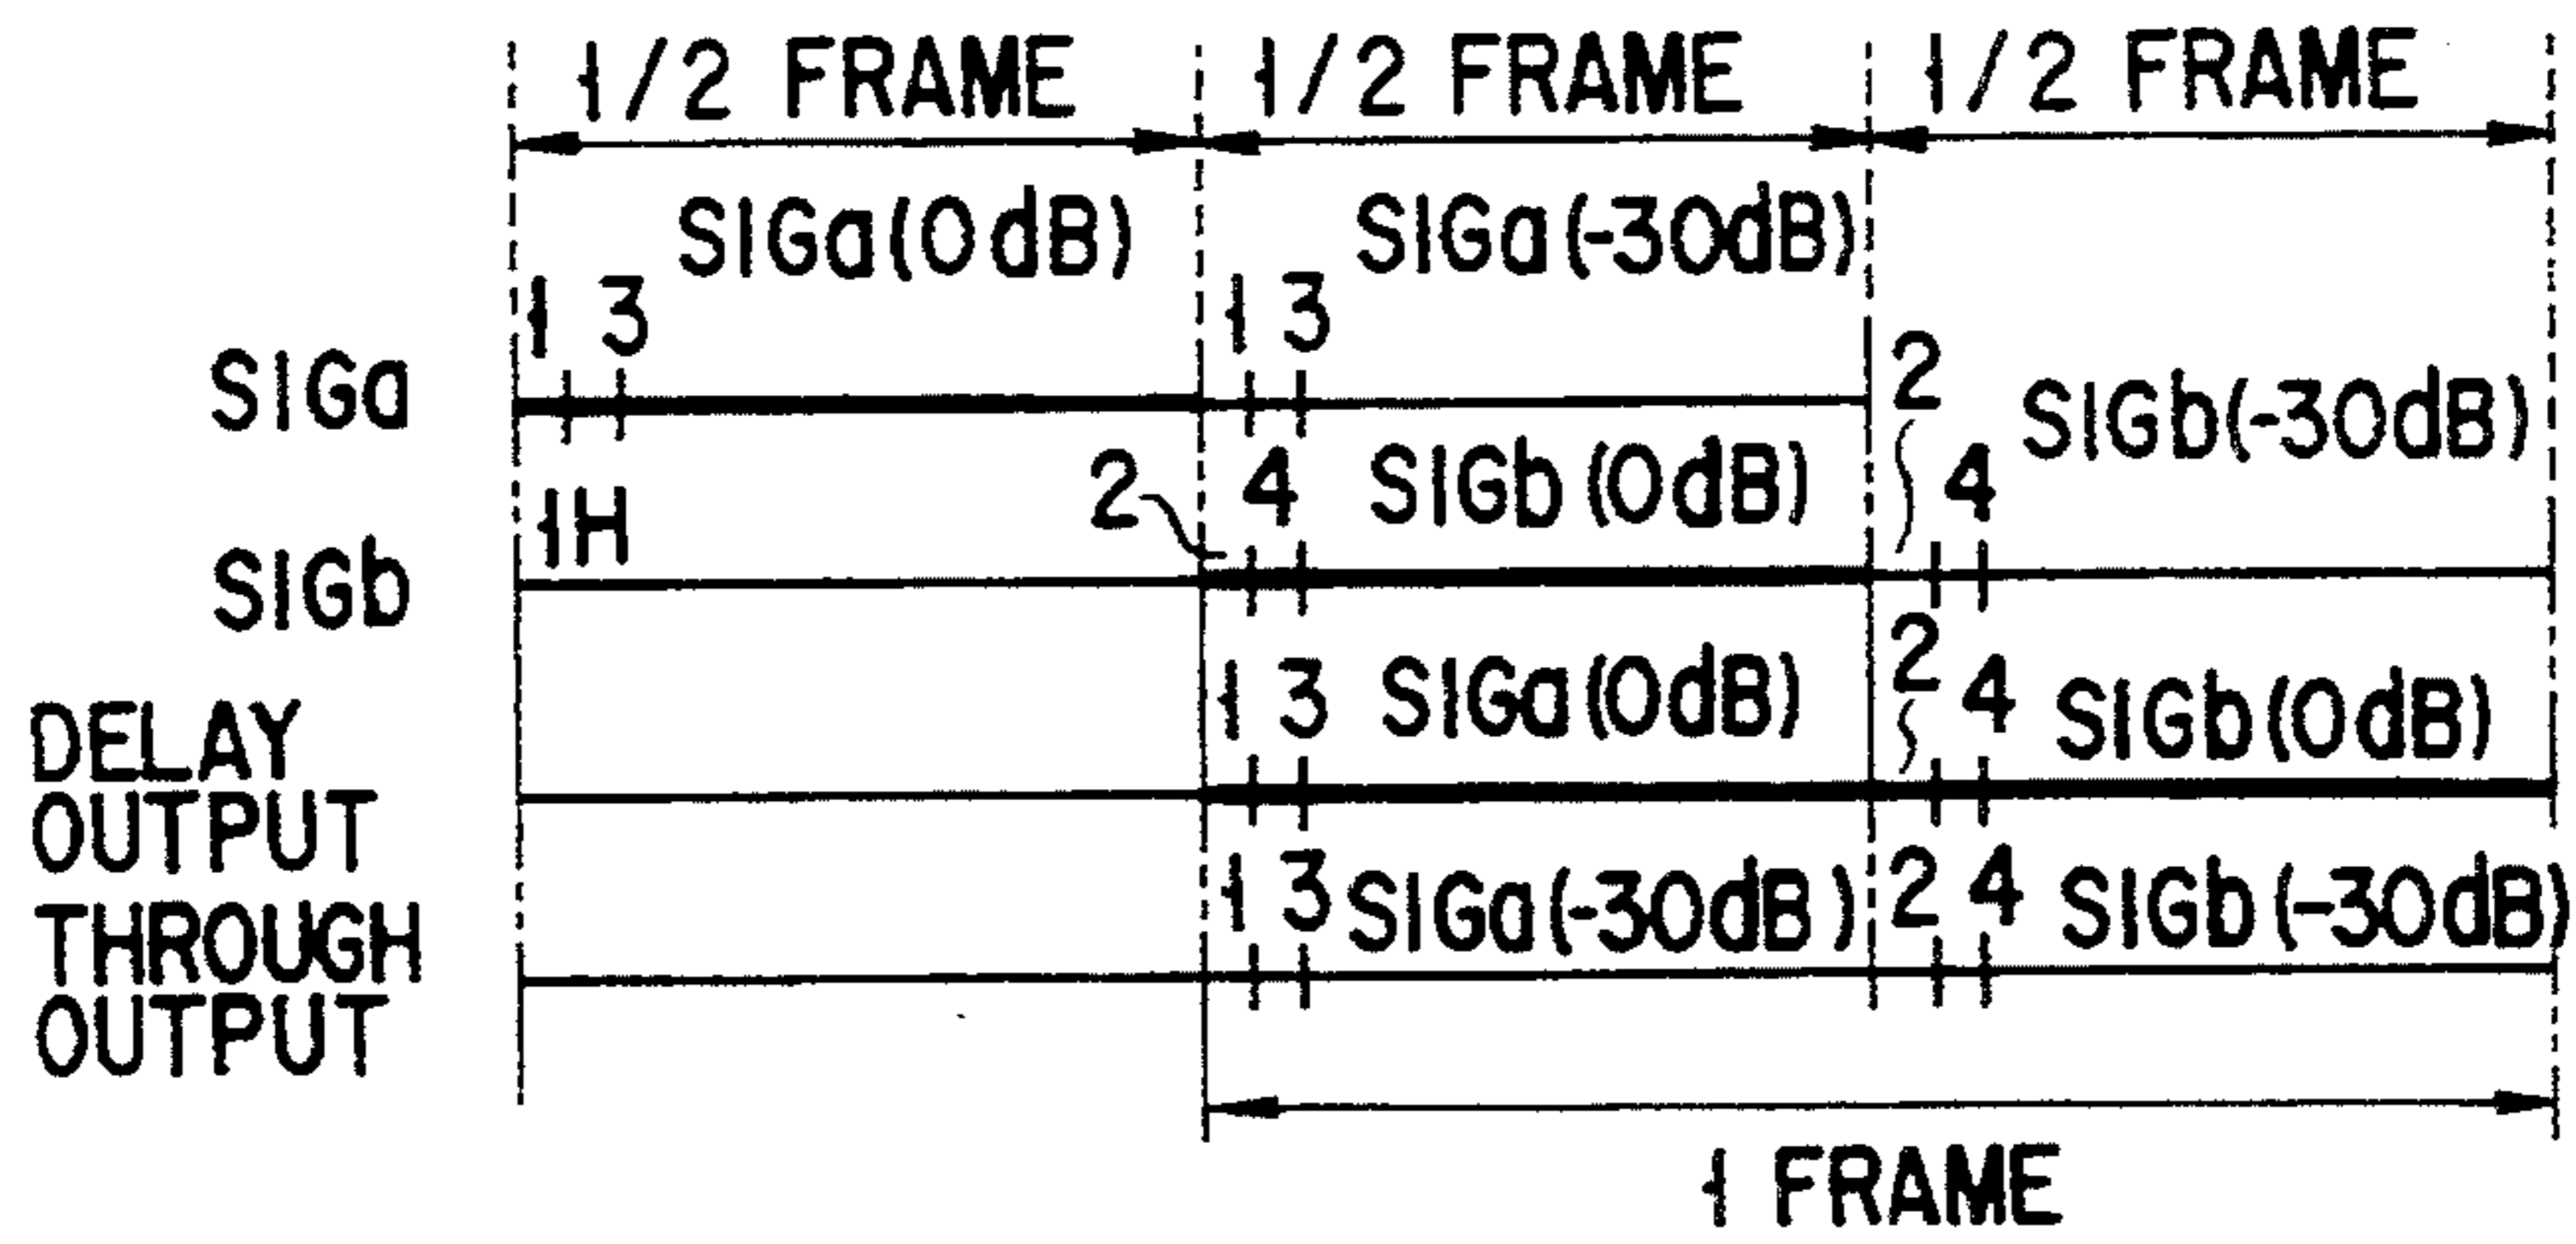 1/2 FRAME 1/2 FRAME 1/2 FRAME
SIGa(0dB) SIGa(-30dB)
1 3 1 3
SIGa 2 SIGb(-30dB)
1H 2 4 SIGb(0dB) 4
SIGb
1 3 SIGa(0dB) 2 4 SIGb(0dB)
DELAY
OUTPUT
1 3 SIGa(-30dB) 2 4 SIGb(-30dB)
THROUGH
OUTPUT
1 FRAME